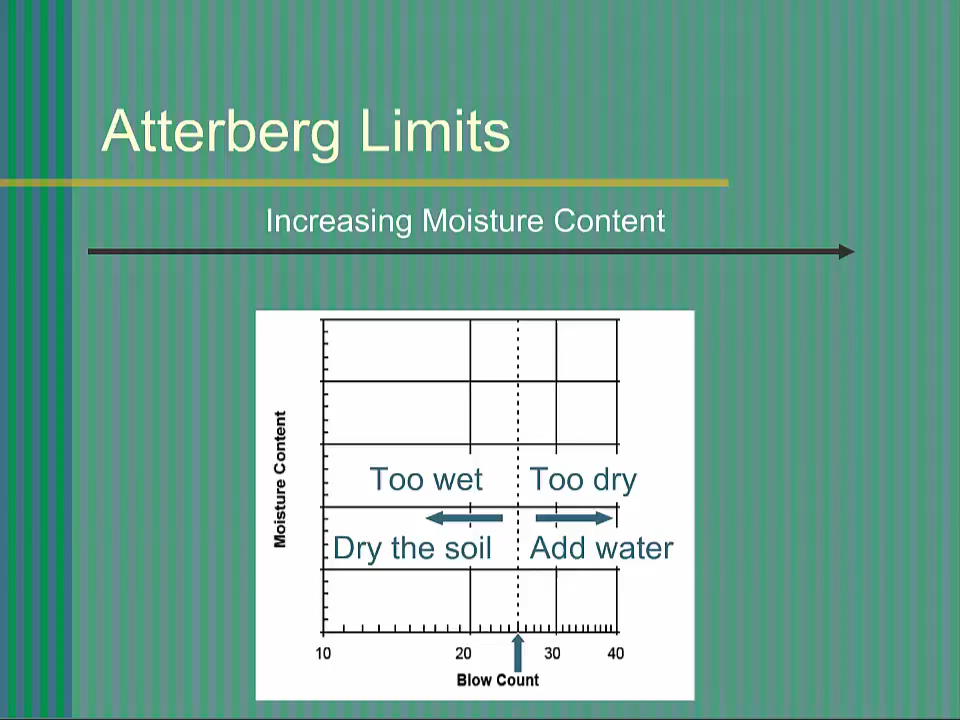 Atterberg Limits
Increasing Moisture Content
Moisture Content
Too wet Too dry
Dry the soil Add water
10 20 30 40
Blow Count